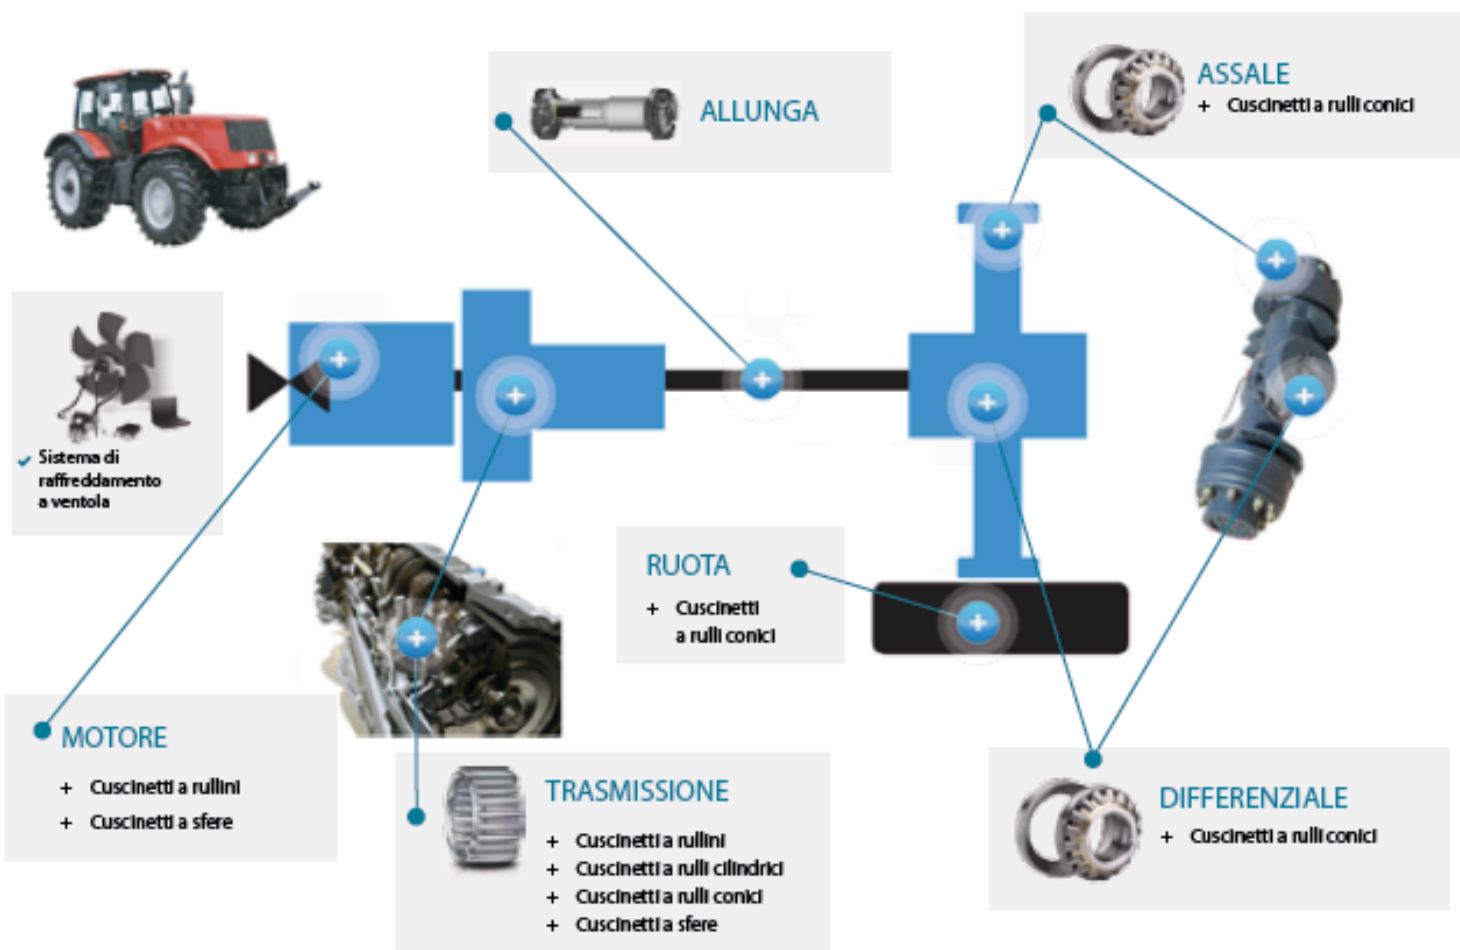 ALLUNGA
ASSALE
+ Cuscinetti a rulli conici
Sistema di
raffreddamento
a ventola
RUOTA
+ Cuscinetti
a rulli conici
MOTORE
+ Cuscinetti a rullini
+ Cuscinetti a sfere
TRASMISSIONE
+ Cuscinetti a rullini
+ Cuscinetti a rulli cilindrici
+ Cuscinetti a rulli conici
+ Cuscinetti a sfere
DIFFERENZIALE
+ Cuscinetti a rulli conici